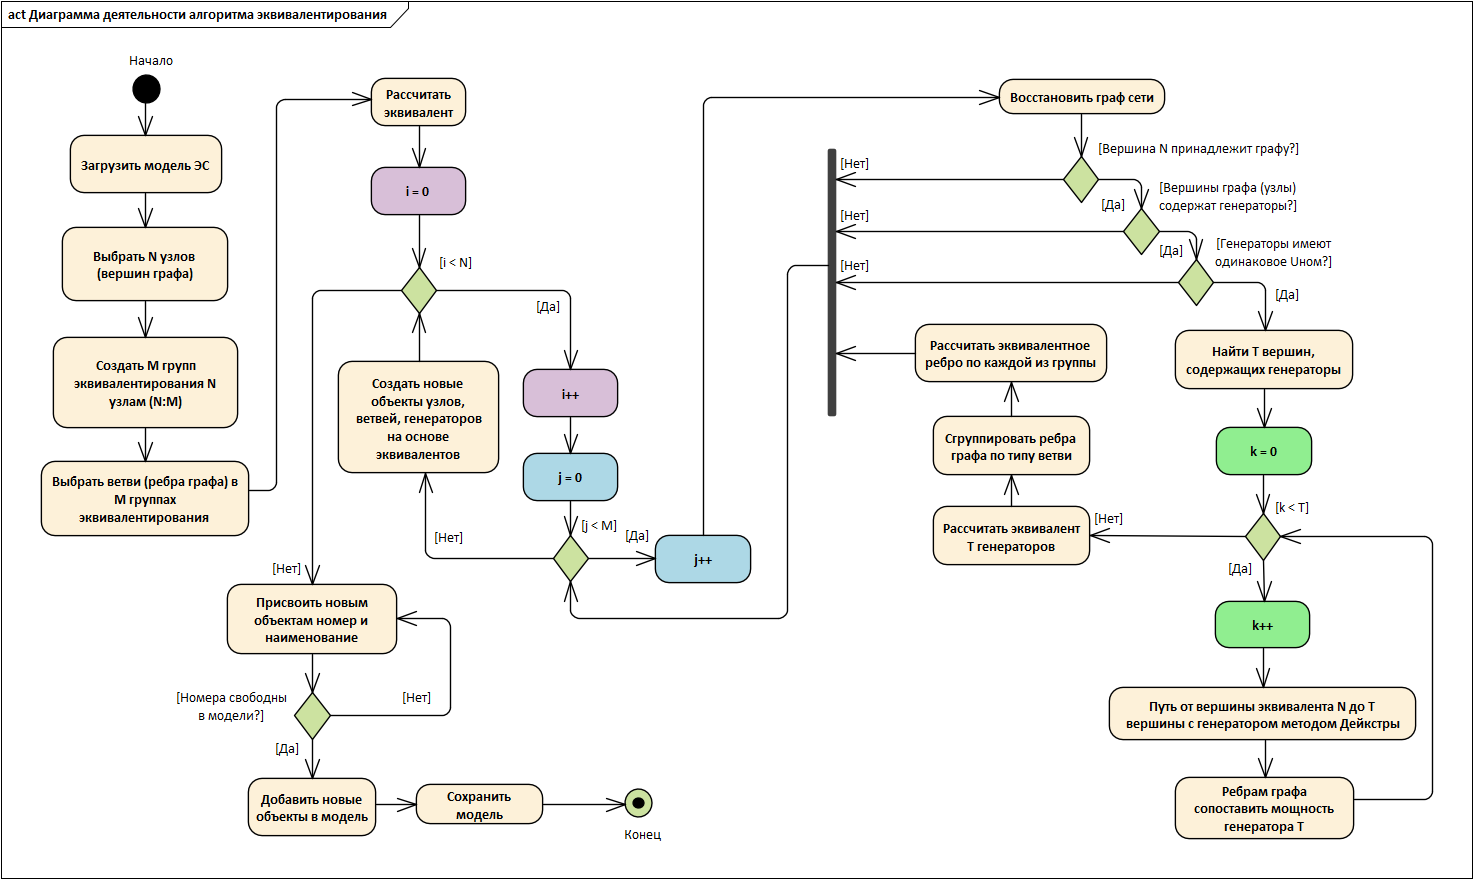 act Диаграмма деятельности алгоритма эквивалентирования
Начало
Загрузить модель ЭС
Выбрать N узлов
(вершин графа)
Создать M групп
эквивалентирования N
узлам (N:M)
Выбрать ветви (ребра графа) в
M группах
эквивалентирования
Рассчитать
эквивалент
i = 0
[i < N]
[Да]
[Нет]
Создать новые
объекты узлов,
ветвей, генераторов
на основе
эквивалентов
i++
j = 0
[j < M]
[Да]
[Нет]
j++
Присвоить новым
объектам номер и
наименование
[Номера свободны
в модели?]
[Нет]
[Да]
Добавить новые
объекты в модель
Сохранить
модель
Конец
Восстановить граф сети
[Вершина N принадлежит графу?]
[Нет]
[Да]
[Вершины графа (узлы)
содержат генераторы?]
[Нет]
[Да]
[Генераторы имеют
одинаковое Uном?]
[Нет]
[Да]
Найти Т вершин,
содержащих генераторы
k = 0
[k < T]
[Нет]
[Да]
k++
Путь от вершины эквивалента N до Т
вершины с генератором методом Дейкстры
Ребрам графа
сопоставить мощность
генератора Т
Рассчитать эквивалент
Т генераторов
Сгруппировать ребра
графа по типу ветви
Рассчитать эквивалентное
ребро по каждой из группы